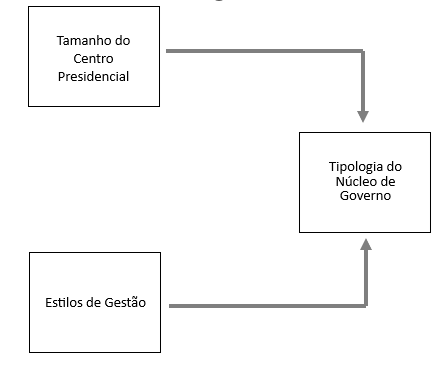 Tamanho do
Centro
Presidencial
Tipologia do
Núcleo de
Governo
Estilos de Gestão